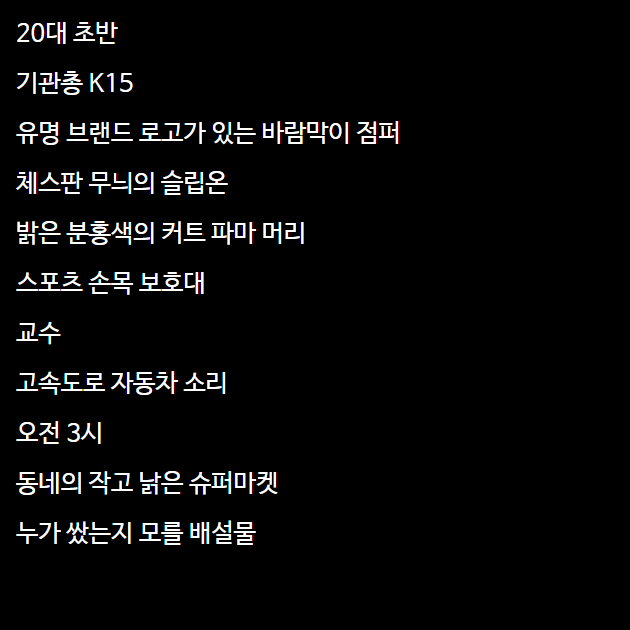 20대 초반
기관총 K15
유명 브랜드 로고가 있는 바람막이 점퍼
체스판 무늬의 슬립온
밝은 분홍색의 커트 파마 머리
스포츠 손목 보호대
교수
고속도로 자동차 소리
오전 3시
동네의 작고 낡은 슈퍼마켓
누가 쌌는지 모를 배설물